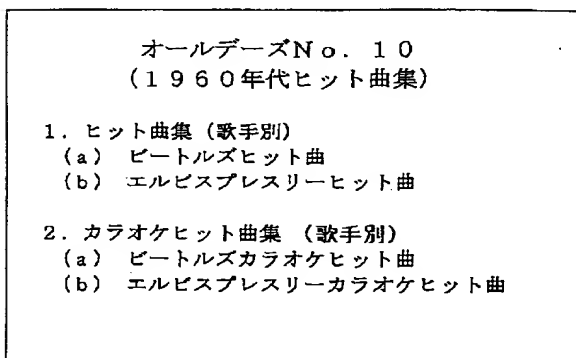 オールデーズNo. 10
(1960年代ヒット曲集)
1. ヒット曲集(歌手別)
(a) ビートルズヒット曲
(b) エルビスプレスリーヒット曲
2. カラオケヒット曲集 (歌手別)
(a) ビートルズカラオケヒット曲
(b) エルビスプレスリーカラオケヒット曲